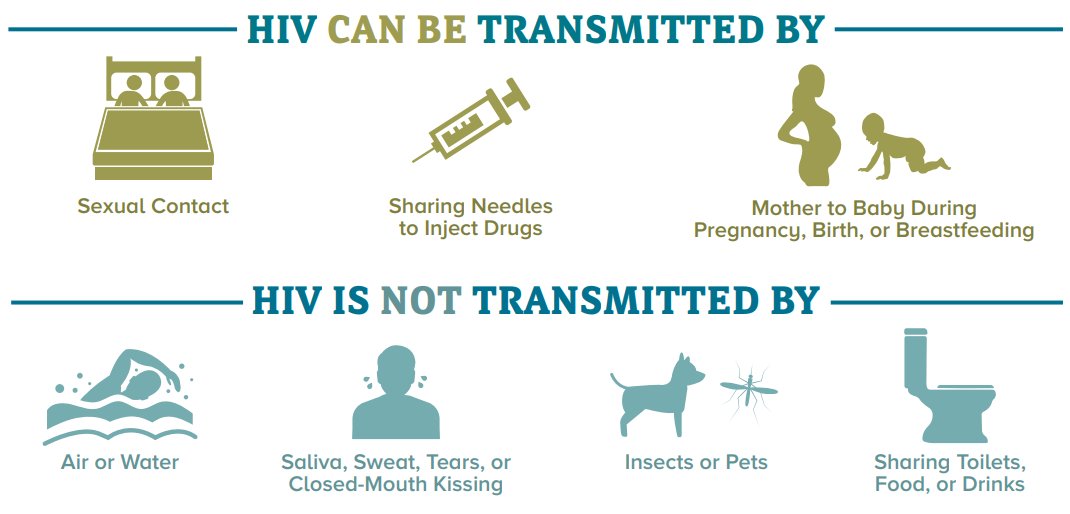 HIV CAN BE TRANSMITTED BY
Sexual Contact
Sharing Needles
to Inject Drugs
Mother to Baby During
Pregnancy, Birth, or Breastfeeding
HIV IS NOT TRANSMITTED BY
Air or Water
Saliva, Sweat, Tears, or
Closed-Mouth Kissing
Insects or Pets
Sharing Toilets,
Food, or Drinks